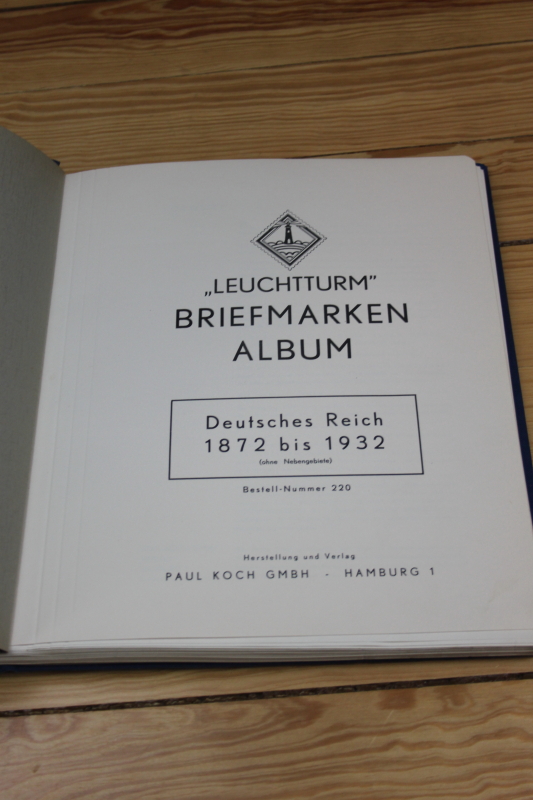 „LEUCHTTURM”
BRIEFMARKEN
ALBUM
Deutsches Reich
1872 bis 1932
(ohne Nebengebiete)
Bestell-Nummer 220
Herstellung und Verlag
PAUL KOCH GMBH - HAMBURG 1